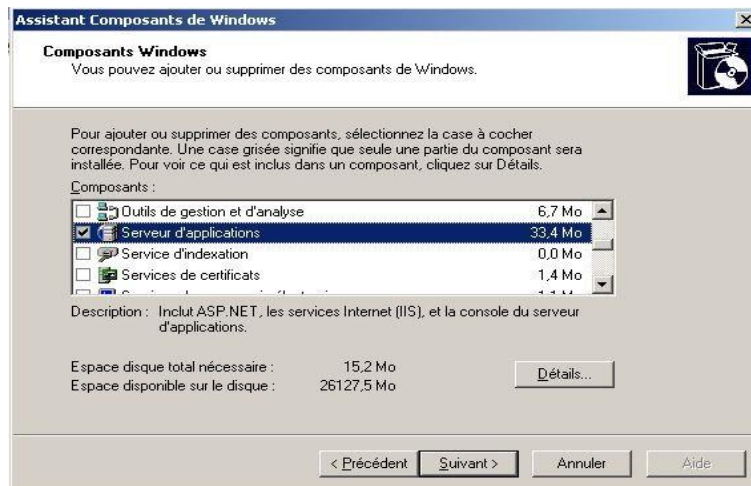 Assistant Composants de Windows
Composants Windows
Vous pouvez ajouter ou supprimer des composants de Windows.
Pour ajouter ou supprimer des composants, sélectionnez la case à cocher
correspondante. Une case grisée signifie que seule une partie du composant sera
installée. Pour voir ce qui est inclus dans un composant, cliquez sur Détails.
Composants :
Outils de gestion et d'analyse 6,7 Mo
Serveur d'applications 33,4 Mo
Service d'indexation 0,0 Mo
Services de certificats 1,4 Mo
Description : Inclut ASP.NET, les services Internet (IIS), et la console du serveur
d'applications.
Espace disque total nécessaire : 15,2 Mo
Espace disponible sur le disque : 26127,5 Mo
Détails...
< Précédent Suivant > Annuler Aide